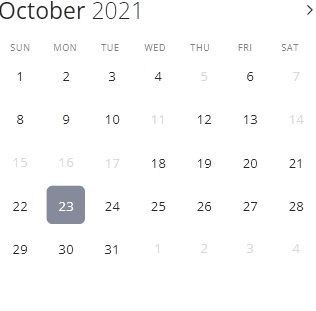 October 2021
SUN MON TUE WED THU FRI SAT
1 2 3 4 5 6 7
8 9 10 11 12 13 14
15 16 17 18 19 20 21
22 23 24 25 26 27 28
29 30 31 1 2 3 4